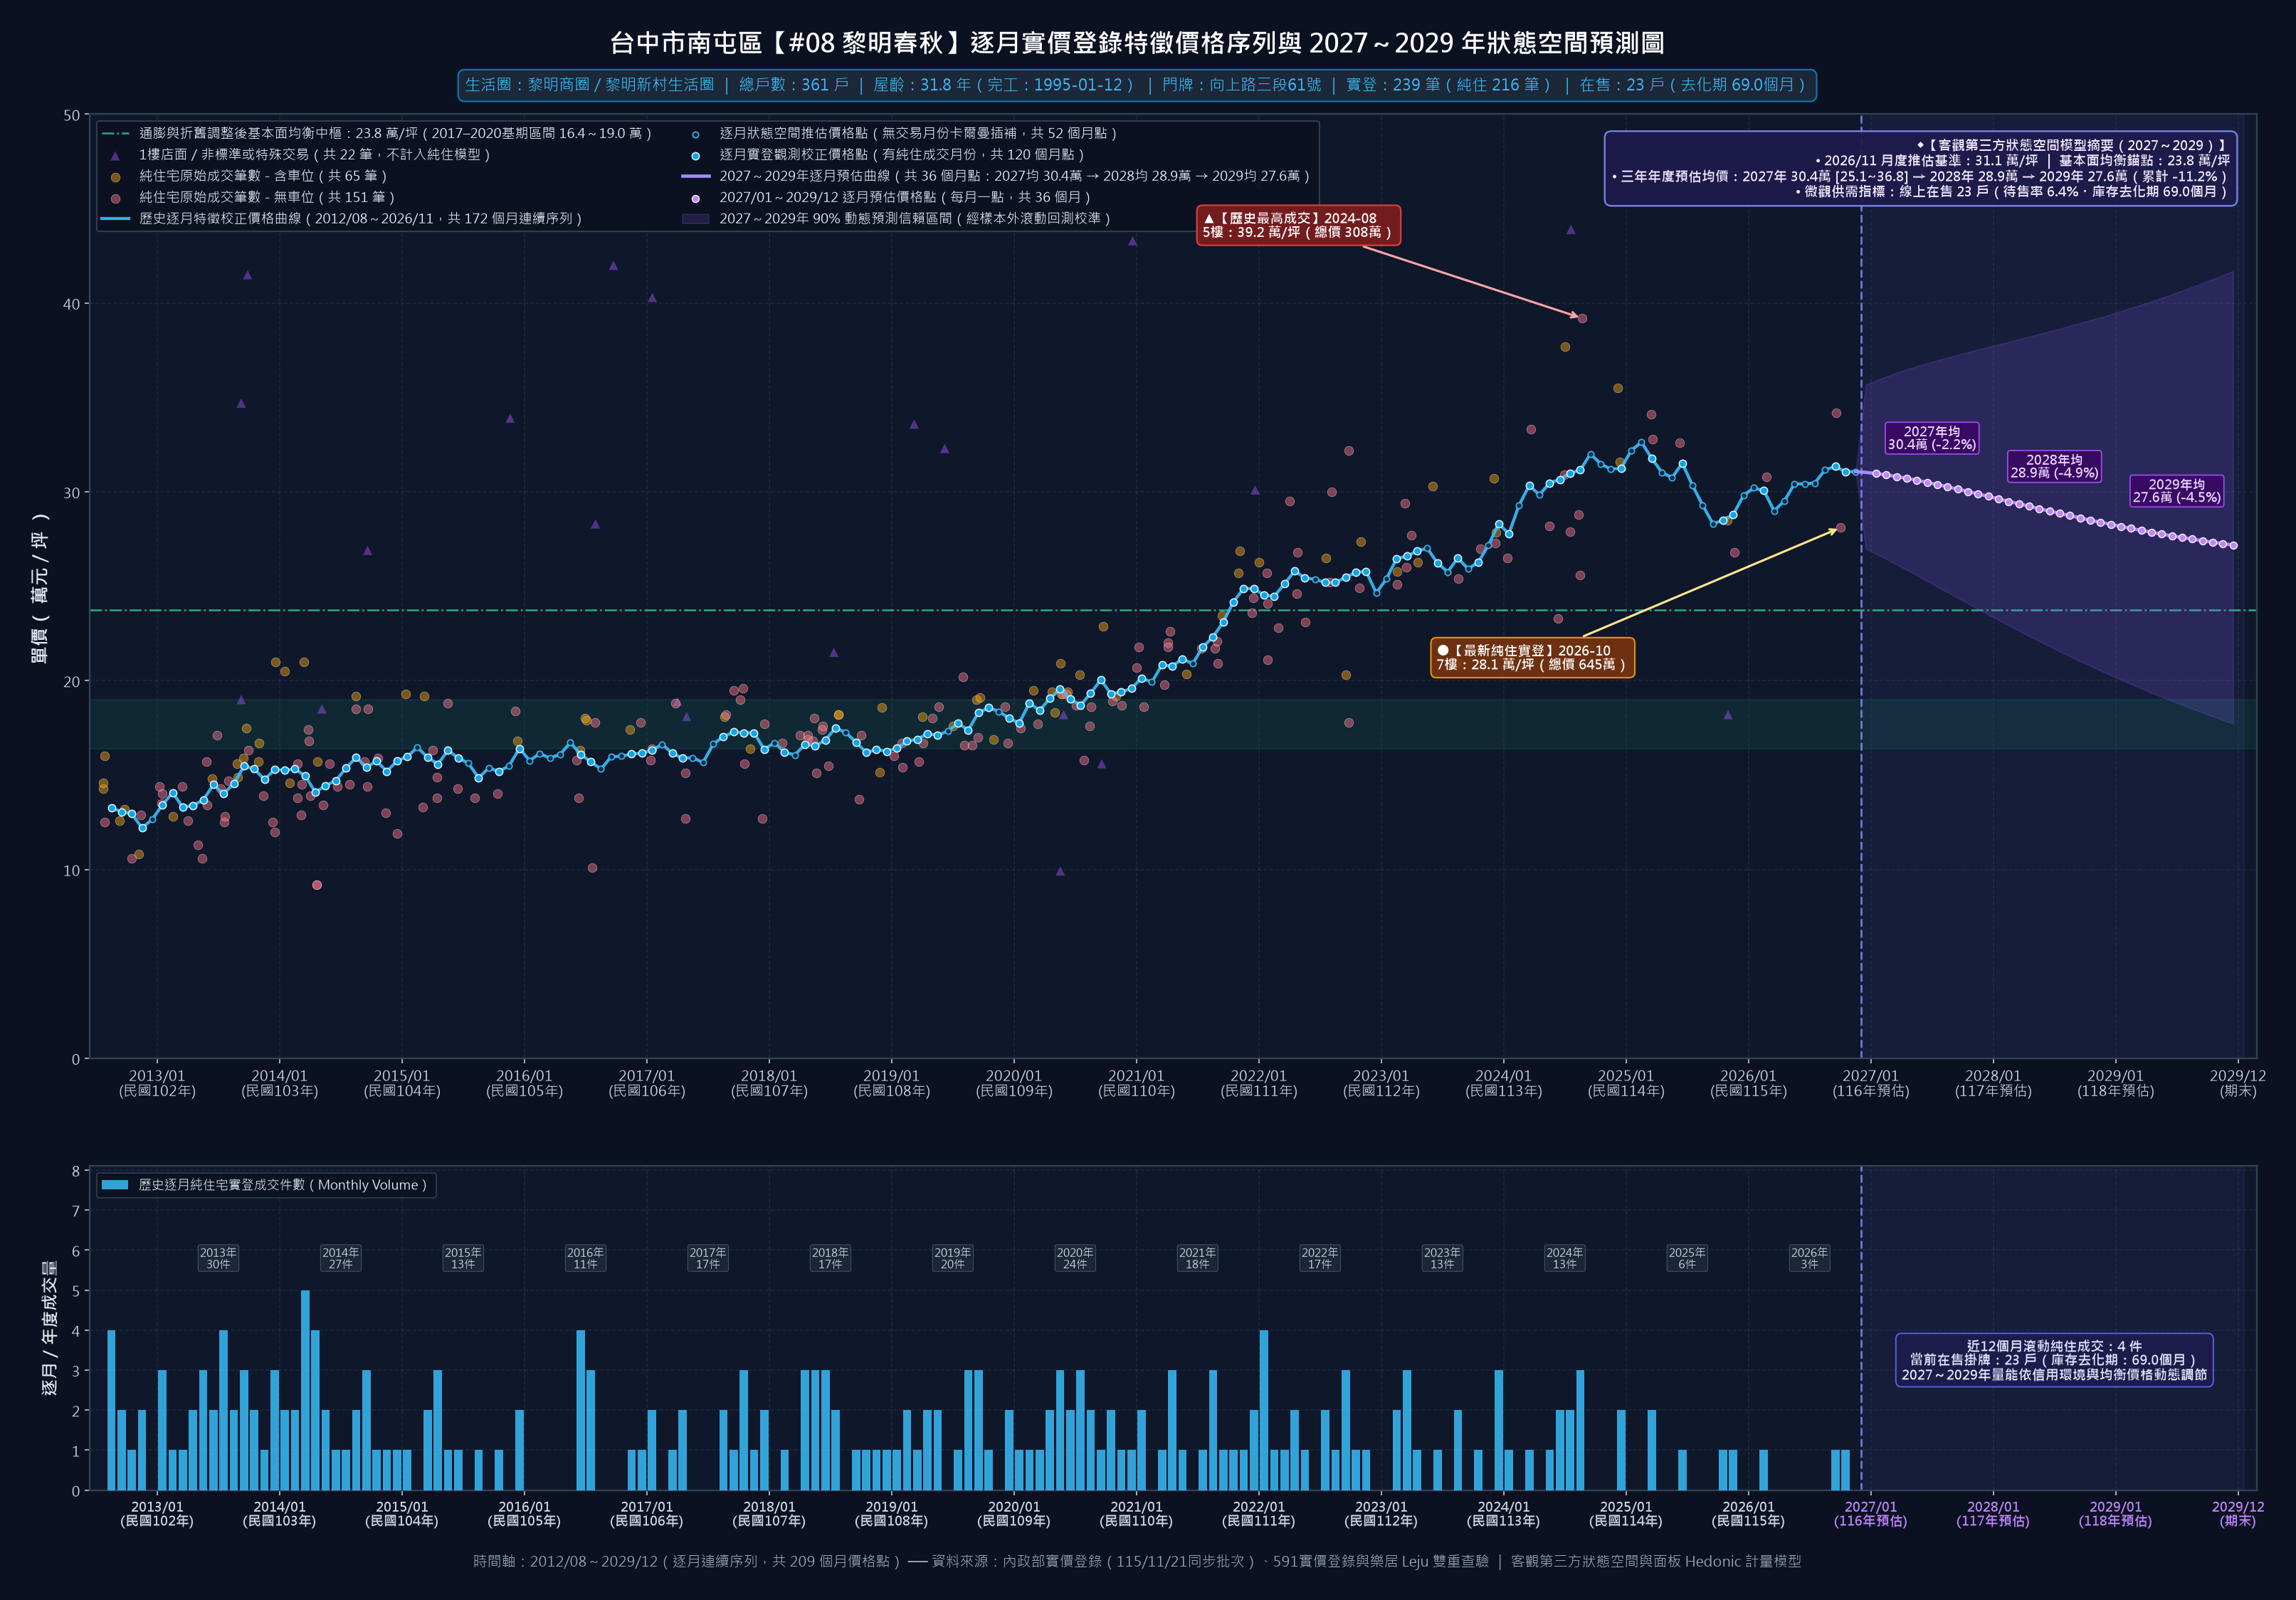 台中市南屯區【#08 黎明春秋】逐月實價登錄特徵價格序列與 2027～2029 年狀態空間預測圖
生活圈：黎明商圈 / 黎明新村生活圈 ｜ 總戶數：361 戶 ｜ 屋齡：31.8 年（完工：1995-01-12） ｜ 門牌：向上路三段61號 ｜ 實登：239 筆（純住 216 筆） ｜ 在售：23 戶（去化期 69.0個月）
通膨與折舊調整後基本面均衡中樞：23.8 萬/坪（2017–2020基期區間 16.4～19.0 萬）
1樓店面 / 非標準或特殊交易（共 22 筆，不計入純住模型）
純住宅原始成交筆數 - 含車位（共 65 筆）
純住宅原始成交筆數 - 無車位（共 151 筆）
歷史逐月特徵校正價格曲線（2012/08～2026/11，共 172 個月連續序列）
逐月狀態空間推估價格點（無交易月份卡爾曼插補，共 52 個月點）
逐月實登觀測校正價格點（有純住成交月份，共 120 個月點）
2027～2029年逐月預估曲線（共 36 個月點：2027均 30.4萬 → 2028均 28.9萬 → 2029均 27.6萬）
2027/01～2029/12 逐月預估價格點（每月一點，共 36 個月）
2027～2029年 90% 動態預測信賴區間（經樣本外滾動回測校準）
◆【客觀第三方狀態空間模型摘要（2027～2029）】
• 2026/11 月度推估基準：31.1 萬/坪 ｜ 基本面均衡錨點：23.8 萬/坪
• 三年年度預估均價：2027年 30.4萬 [25.1~36.8] → 2028年 28.9萬 → 2029年 27.6萬（累計 -11.2%）
• 微觀供需指標：線上在售 23 戶（待售率 6.4%．庫存去化期 69.0個月）
▲【歷史最高成交】2024-08
5樓：39.2 萬/坪（總價 308萬）
2027年均
30.4萬 (-2.2%)
2028年均
28.9萬 (-4.9%)
2029年均
27.6萬 (-4.5%)
●【最新純住實登】2026-10
7樓：28.1 萬/坪（總價 645萬）
單價（ 萬元 / 坪 ）
50
40
30
20
10
0
2013/01 2014/01 2015/01 2016/01 2017/01 2018/01 2019/01 2020/01 2021/01 2022/01 2023/01 2024/01 2025/01 2026/01 2027/01 2028/01 2029/01 2029/12
(民國102年) (民國103年) (民國104年) (民國105年) (民國106年) (民國107年) (民國108年) (民國109年) (民國110年) (民國111年) (民國112年) (民國113年) (民國114年) (民國115年) (116年預估) (117年預估) (118年預估) (期末)
歷史逐月純住宅實登成交件數（Monthly Volume）
逐月 / 年度成交量
8
7
6
5
4
3
2
1
0
2013年 2014年 2015年 2016年 2017年 2018年 2019年 2020年 2021年 2022年 2023年 2024年 2025年 2026年
30件 27件 13件 11件 17件 17件 20件 24件 18件 17件 13件 13件 6件 3件
近12個月滾動純住成交：4 件
當前在售掛牌：23 戶（庫存去化期：69.0個月）
2027～2029年量能依信用環境與均衡價格動態調節
2013/01 2014/01 2015/01 2016/01 2017/01 2018/01 2019/01 2020/01 2021/01 2022/01 2023/01 2024/01 2025/01 2026/01 2027/01 2028/01 2029/01 2029/12
(民國102年) (民國103年) (民國104年) (民國105年) (民國106年) (民國107年) (民國108年) (民國109年) (民國110年) (民國111年) (民國112年) (民國113年) (民國114年) (民國115年) (116年預估) (117年預估) (118年預估) (期末)
時間軸：2012/08～2029/12（逐月連續序列，共 209 個月價格點） ── 資料來源：內政部實價登錄（115/11/21同步批次）、591實價登錄與樂居 Leju 雙重查驗 ｜ 客觀第三方狀態空間與面板 Hedonic 計量模型